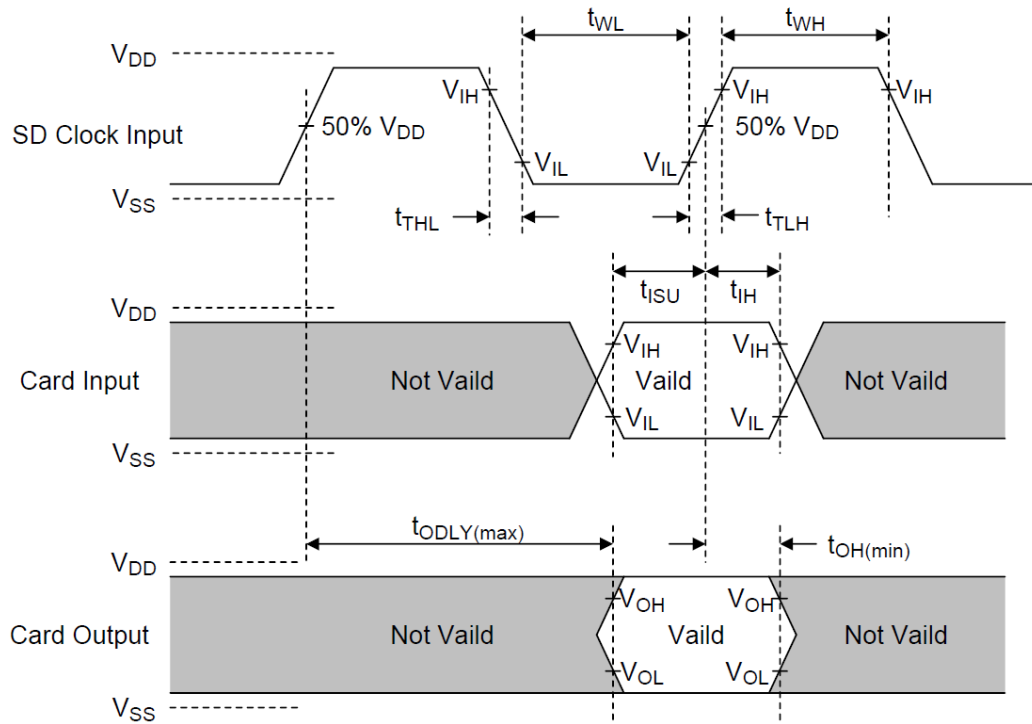 tWL tWH
VDD
VIH VIH VIH
SD Clock Input 50% VDD 50% VDD
VIL VIL
VSS
tTHL tTLH
tISU tIH
VDD
VIH VIH
Card Input Not Vaild Vaild Not Vaild
VIL VIL
VSS
tODLY(max) tOH(min)
VDD
VOH VOH
Card Output Not Vaild Vaild Not Vaild
VOL VOL
VSS